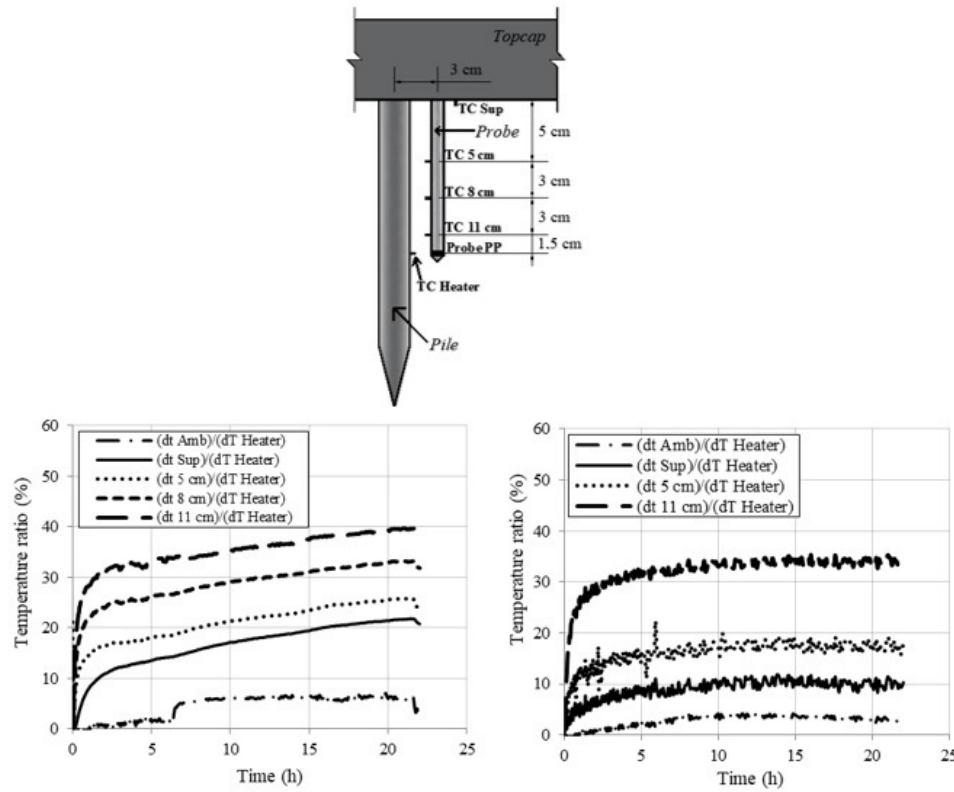 Topcap
3 cm
TC Sup
Probe
5 cm
TC 5 cm
3 cm
TC 8 cm
3 cm
TC 11 cm
1.5 cm
Probe PP
TC Heater
Pile
60
50
40
30
20
10
0
Temperature ratio (%)
(dt Amb)/(dT Heater)
(dt Sup)/(dT Heater)
(dt 5 cm)/(dT Heater)
(dt 8 cm)/(dT Heater)
(dt 11 cm)/(dT Heater)
0 5 10 15 20 25
Time (h)
60
50
40
30
20
10
0
Temperature ratio (%)
(dt Amb)/(dT Heater)
(dt Sup)/(dT Heater)
(dt 5 cm)/(dT Heater)
(dt 11 cm)/(dT Heater)
0 5 10 15 20 25
Time (h)